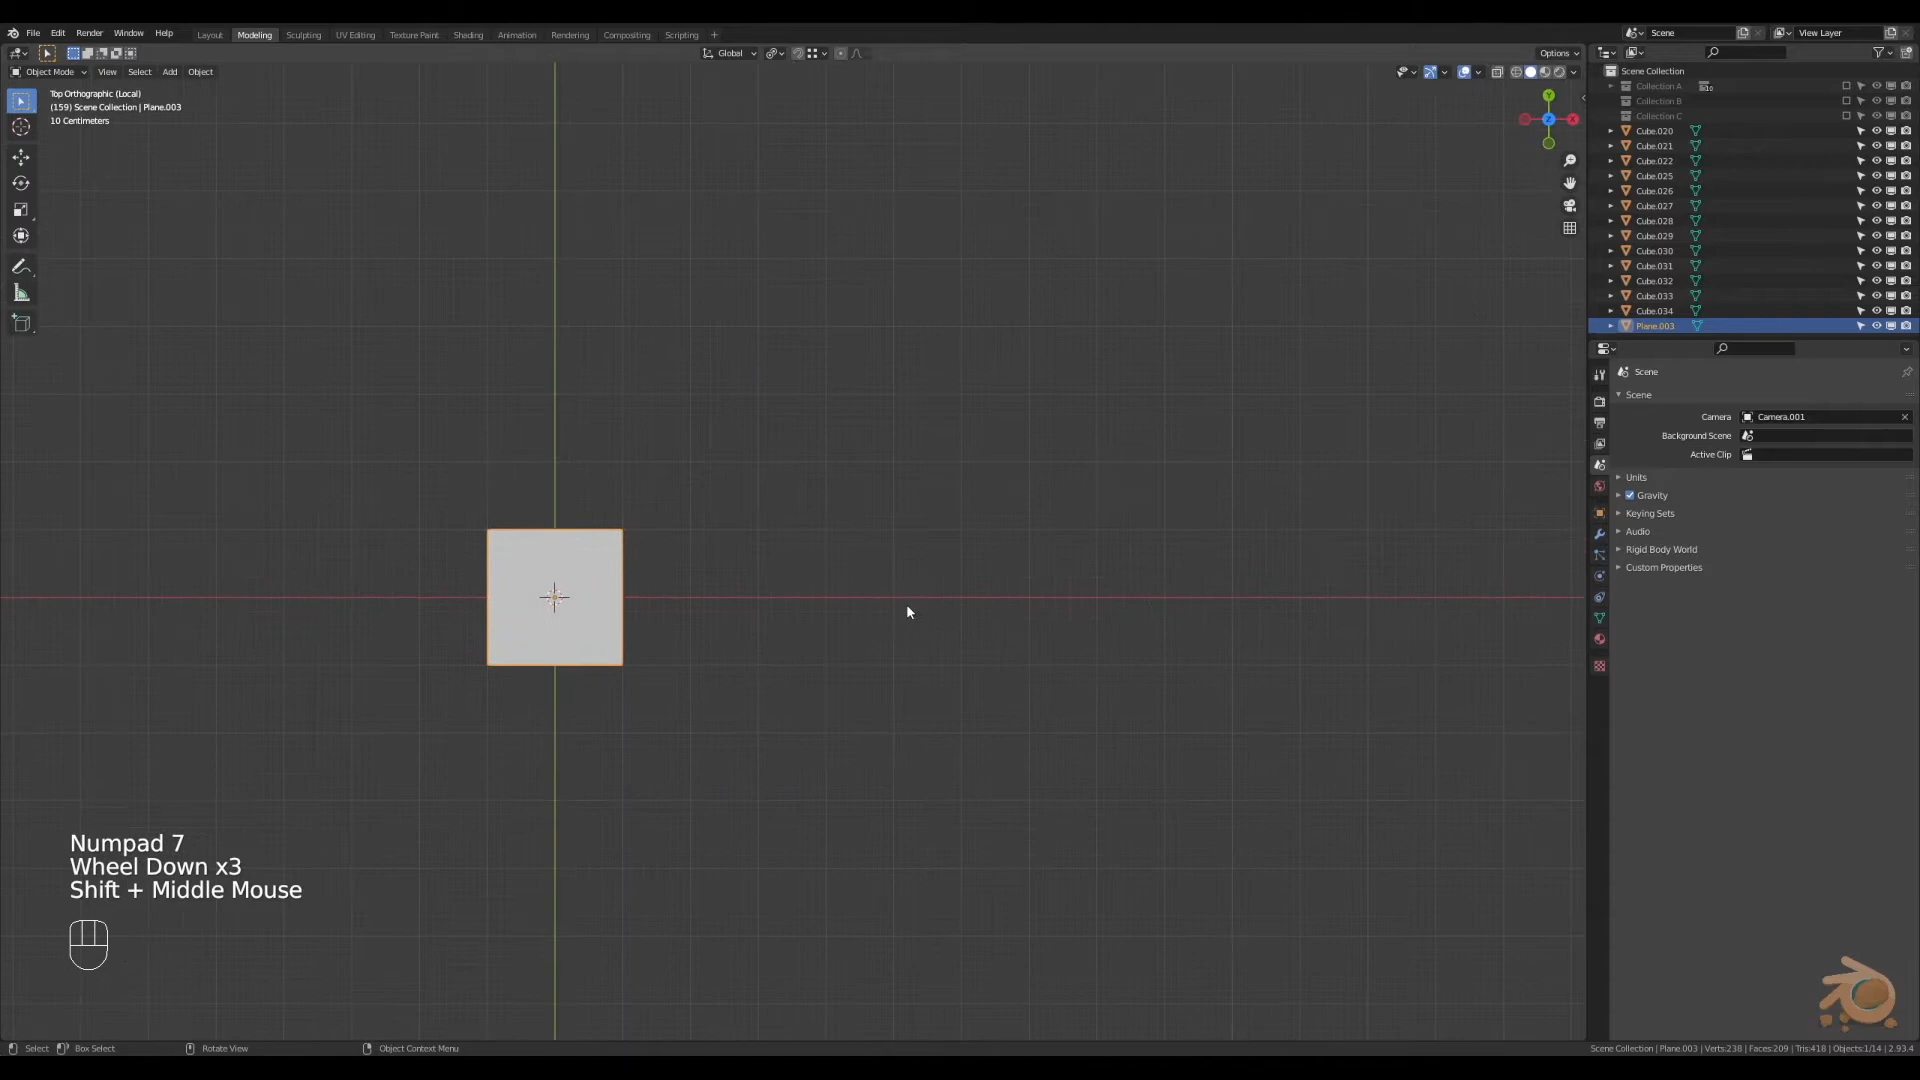 File Edit Render Window Help Layout Modeling Sculpting UV Editing Texture Paint Shading Animation Rendering Compositing Scripting + Scene View Layer
Global Options
Object Mode View Select Add Object
Top Orthographic (Local)
(159) Scene Collection | Plane.003
10 Centimeters
Y
Z
X
Scene Collection
Collection A 10
Collection B
Collection C
Cube.020
Cube.021
Cube.022
Cube.025
Cube.026
Cube.027
Cube.028
Cube.029
Cube.030
Cube.031
Cube.032
Cube.033
Cube.034
Plane.003
Scene
Scene
Camera Camera.001
Background Scene
Active Clip
Units
Gravity
Keying Sets
Audio
Rigid Body World
Custom Properties
Numpad 7
Wheel Down x3
Shift + Middle Mouse
Select Box Select Rotate View Object Context Menu Scene Collection | Plane.003 | Verts:238 | Faces:209 | Tris:418 | Objects:1/14 | 2.93.4